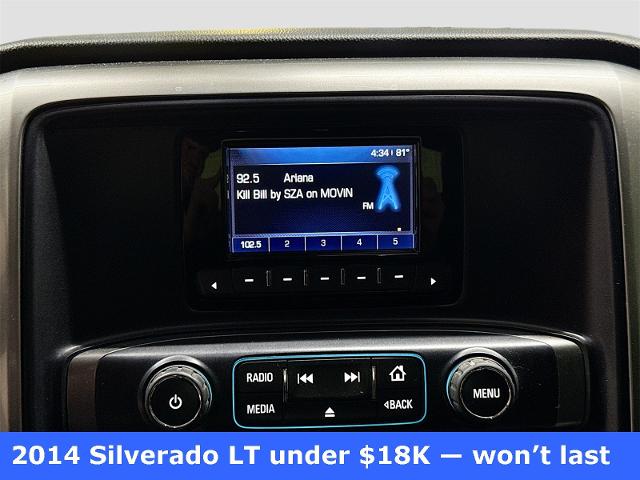 4:34 81°
92.5 Ariana
Kill Bill by SZA on MOVIN
FM
102.5 2 3 4 5
RADIO
MEDIA
BACK
MENU
2014 Silverado LT under $18K — won’t last